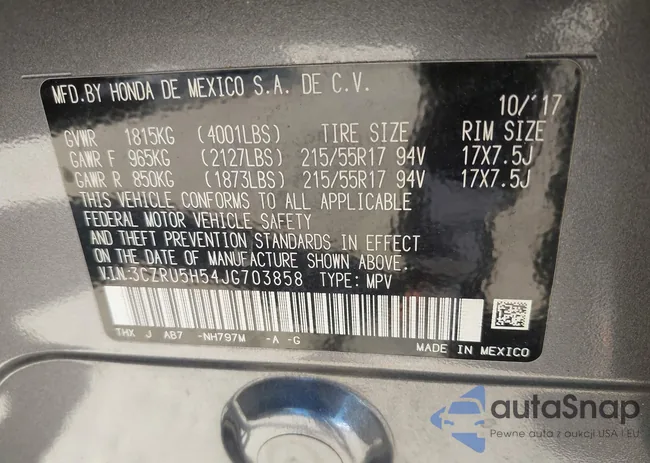 MFD.BY HONDA DE MEXICO S.A. DE C.V.
10/'17
GVWR 1815KG (4001LBS) TIRE SIZE RIM SIZE
GAWR F 965KG (2127LBS) 215/55R17 94V 17X7.5J
GAWR R 850KG (1873LBS) 215/55R17 94V 17X7.5J
THIS VEHICLE CONFORMS TO ALL APPLICABLE
FEDERAL MOTOR VEHICLE SAFETY
AND THEFT PREVENTION STANDARDS IN EFFECT
ON THE DATE OF MANUFACTURE SHOWN ABOVE.
V.I.N:3CZRU5H54JG703858 TYPE: MPV
THX J AB7 -NH797M -A -G
MADE IN MEXICO
autaSnap
Pewne auta z aukcji USA i EU